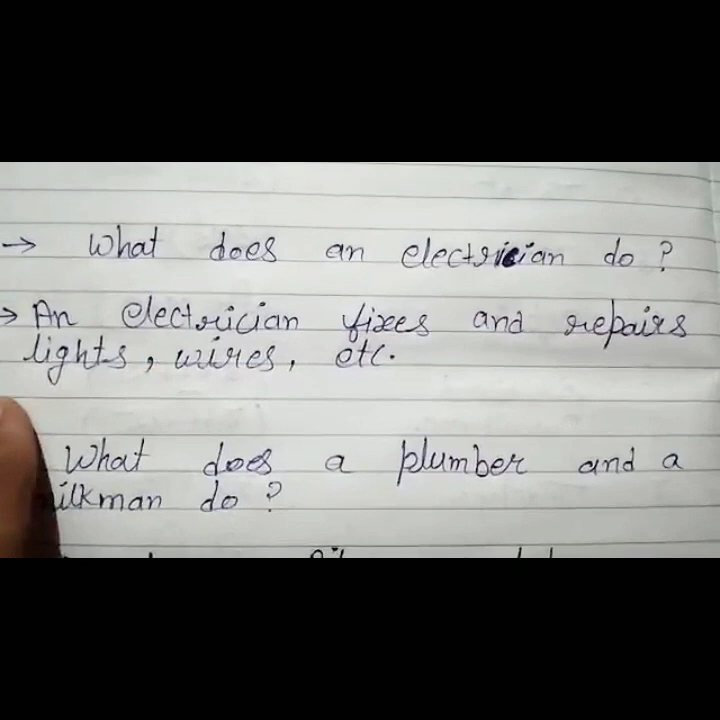 → What does an electrician do ?
→ An electrician fixes and repairs
lights, wires, etc.
What does a plumber and a
ilkman do ?